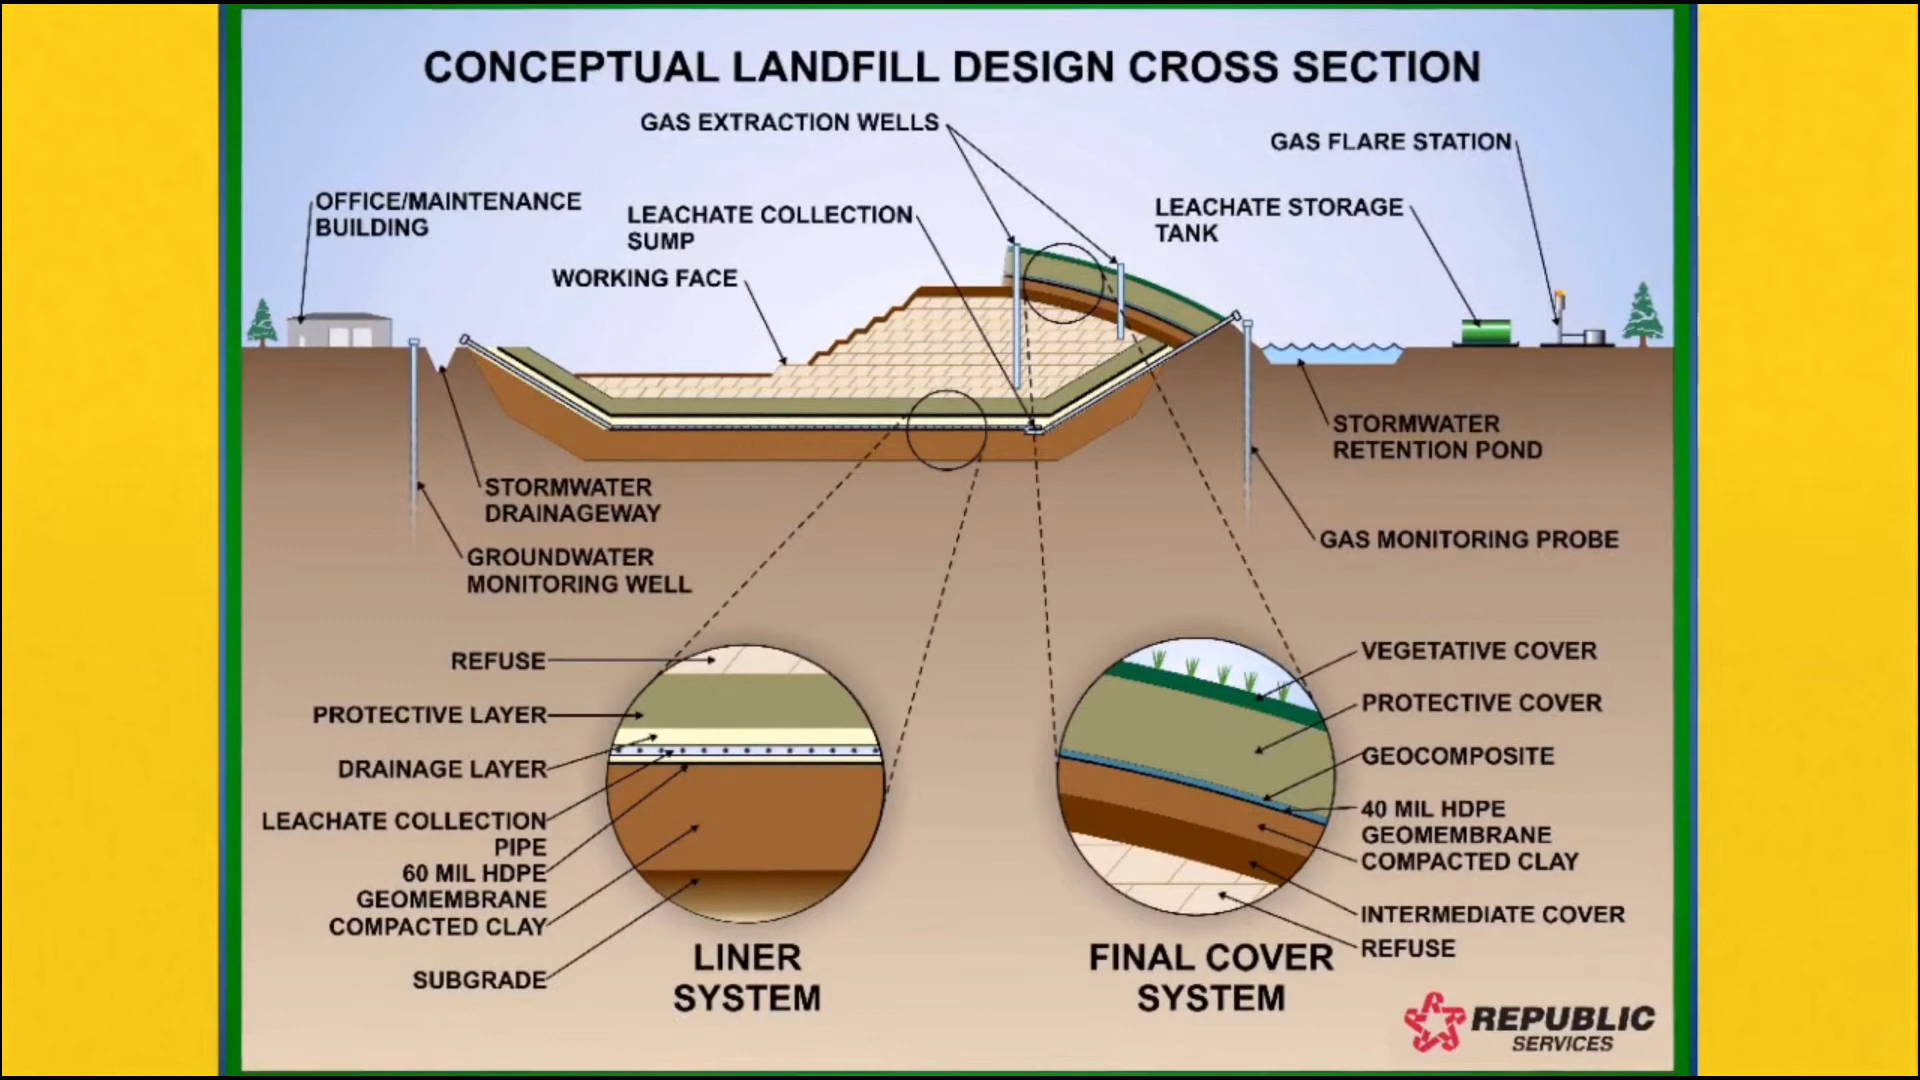 CONCEPTUAL LANDFILL DESIGN CROSS SECTION
GAS EXTRACTION WELLS
GAS FLARE STATION
OFFICE/MAINTENANCE
BUILDING
LEACHATE COLLECTION
SUMP
LEACHATE STORAGE
TANK
WORKING FACE
STORMWATER
RETENTION POND
STORMWATER
DRAINAGEWAY
GAS MONITORING PROBE
GROUNDWATER
MONITORING WELL
REFUSE
PROTECTIVE LAYER
DRAINAGE LAYER
LEACHATE COLLECTION
PIPE
60 MIL HDPE
GEOMEMBRANE
COMPACTED CLAY
SUBGRADE
LINER
SYSTEM
VEGETATIVE COVER
PROTECTIVE COVER
GEOCOMPOSITE
40 MIL HDPE
GEOMEMBRANE
COMPACTED CLAY
INTERMEDIATE COVER
REFUSE
FINAL COVER
SYSTEM
REPUBLIC
SERVICES